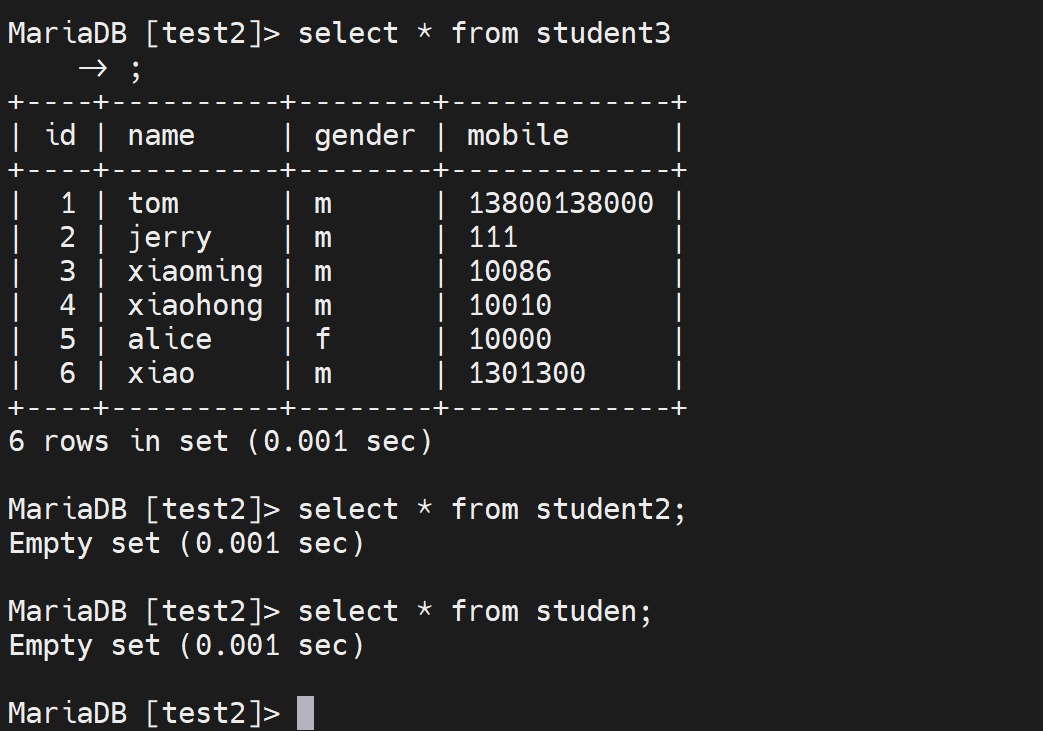 MariaDB [test2]> select * from student3
    -> ;
+----+----------+--------+-------------+
| id | name     | gender | mobile      |
+----+----------+--------+-------------+
|  1 | tom      | m      | 13800138000 |
|  2 | jerry    | m      | 111         |
|  3 | xiaoming | m      | 10086       |
|  4 | xiaohong | m      | 10010       |
|  5 | alice    | f      | 10000       |
|  6 | xiao     | m      | 1301300     |
+----+----------+--------+-------------+
6 rows in set (0.001 sec)

MariaDB [test2]> select * from student2;
Empty set (0.001 sec)

MariaDB [test2]> select * from studen;
Empty set (0.001 sec)

MariaDB [test2]>